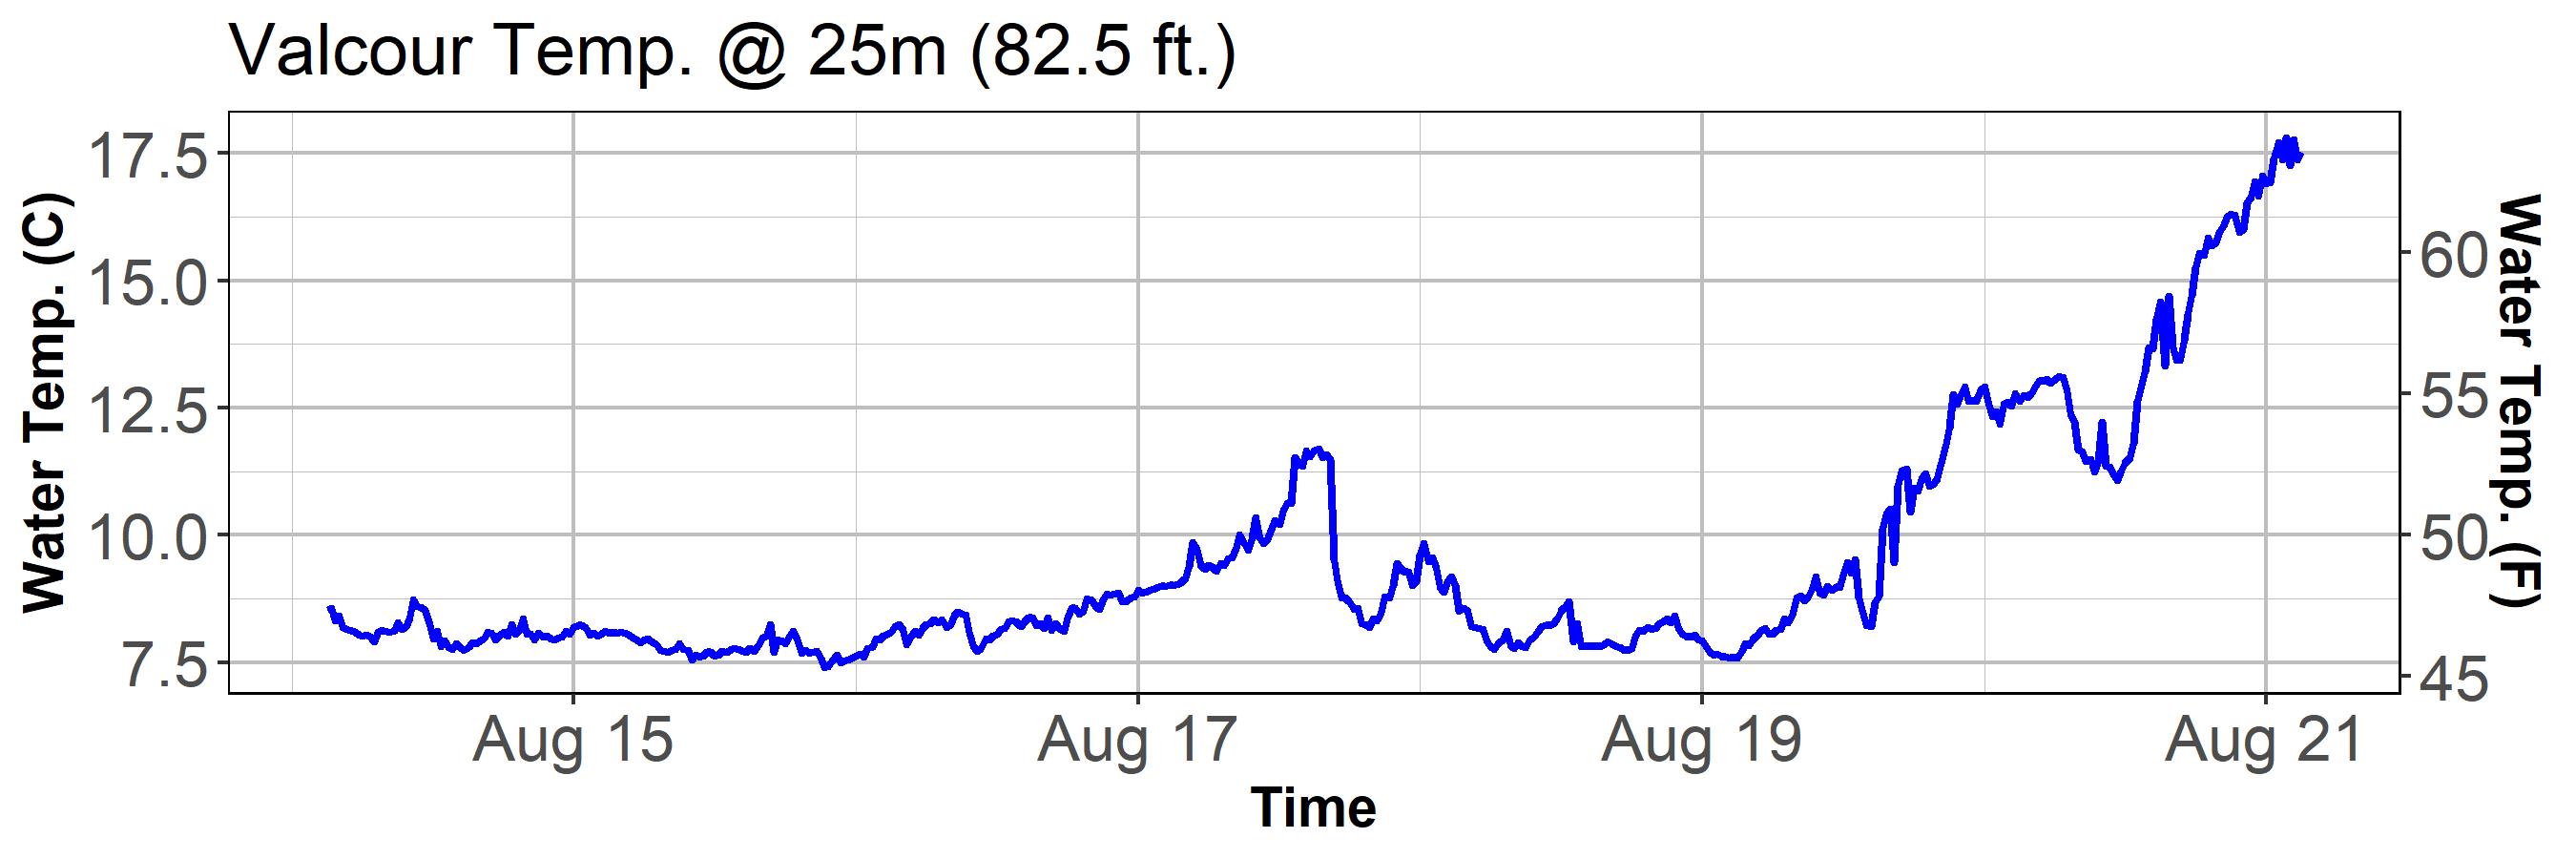 Valcour Temp. @ 25m (82.5 ft.)
Water Temp. (C)
17.5
15.0
12.5
10.0
7.5
60
55
50
45
Water Temp. (F)
Aug 15 Aug 17 Aug 19 Aug 21
Time